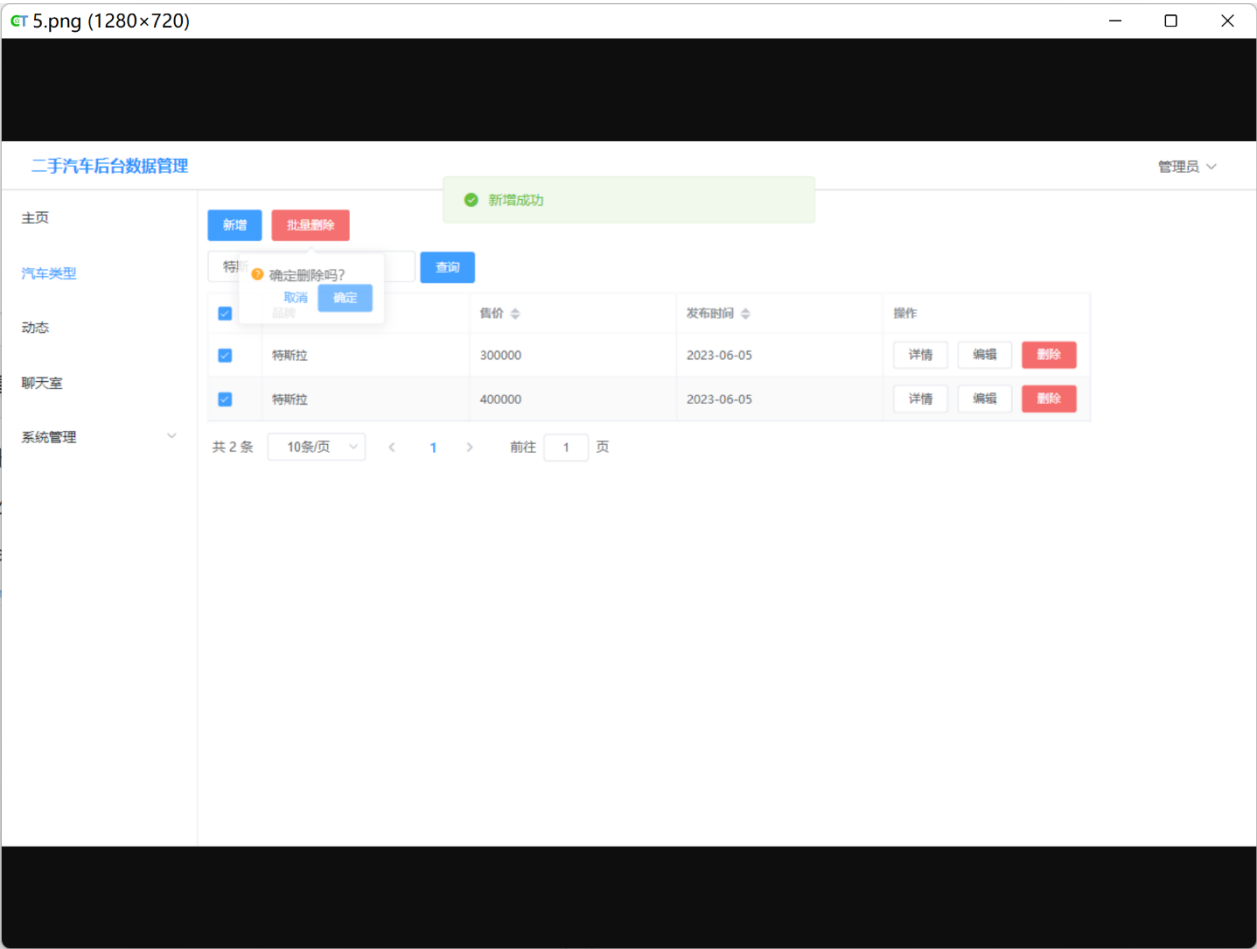 5.png (1280×720)
二手汽车后台数据管理
管理员
新增成功
主页
汽车类型
动态
聊天室
系统管理
新增 批量删除
特斯 查询
确定删除吗?
取消 确定
品牌 售价 发布时间 操作
特斯拉 300000 2023-06-05 详情 编辑 删除
特斯拉 400000 2023-06-05 详情 编辑 删除
共 2 条 10条/页 1 前往 1 页